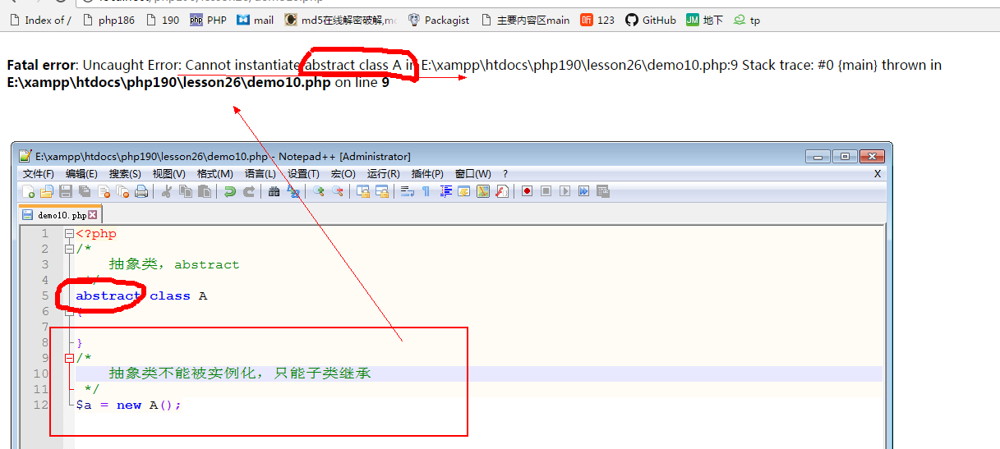 Index of /  php186  190  php PHP  mail  md5在线解密破解,md  Packagist  主要内容区main  听 123  GitHub  JM 地下  tp
Fatal error: Uncaught Error: Cannot instantiate abstract class A in E:\xampp\htdocs\php190\lesson26\demo10.php:9 Stack trace: #0 {main} thrown in
E:\xampp\htdocs\php190\lesson26\demo10.php on line 9
E:\xampp\htdocs\php190\lesson26\demo10.php - Notepad++ [Administrator]
文件(F)  编辑(E)  搜索(S)  视图(V)  格式(M)  语言(L)  设置(T)  宏(O)  运行(R)  插件(P)  窗口(W)  ?  X
demo10.php
1 <?php
2 /*
3 抽象类，abstract
4 */
5 abstract class A
6 {
7
8 }
9 /*
10 抽象类不能被实例化，只能子类继承
11 */
12 $a = new A();